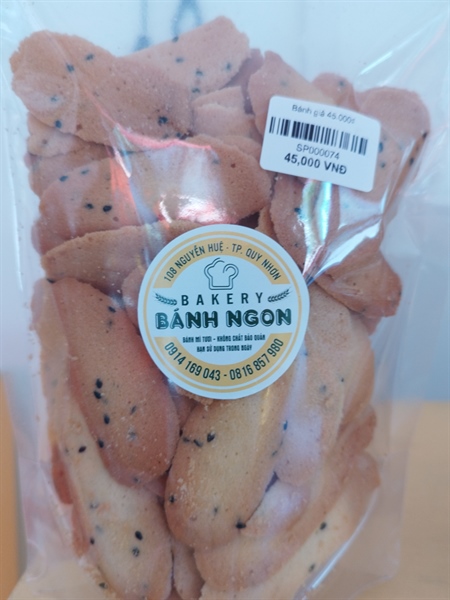 Bánh giá 45.000đ
SP000074
45,000 VNĐ
108 NGUYỄN HUỆ - TP. QUY NHƠN
BAKERY
BÁNH NGON
BÁNH MÌ TƯƠI - KHÔNG CHẤT BẢO QUẢN
HẠN SỬ DỤNG TRONG NGÀY
0914 169 043 - 0816 857 980